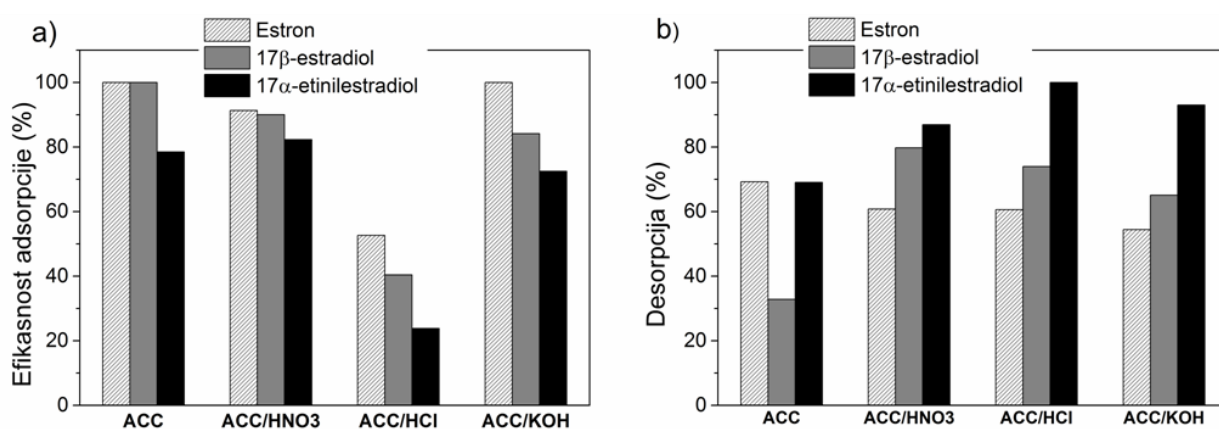 a)
Estron
17β-estradiol
17α-etinilestradiol
Efikasnost adsorpcije (%)
100
80
60
40
20
0
ACC
ACC/HNO3
ACC/HCl
ACC/KOH
b)
Estron
17β-estradiol
17α-etinilestradiol
Desorpcija (%)
100
80
60
40
20
0
ACC
ACC/HNO3
ACC/HCl
ACC/KOH